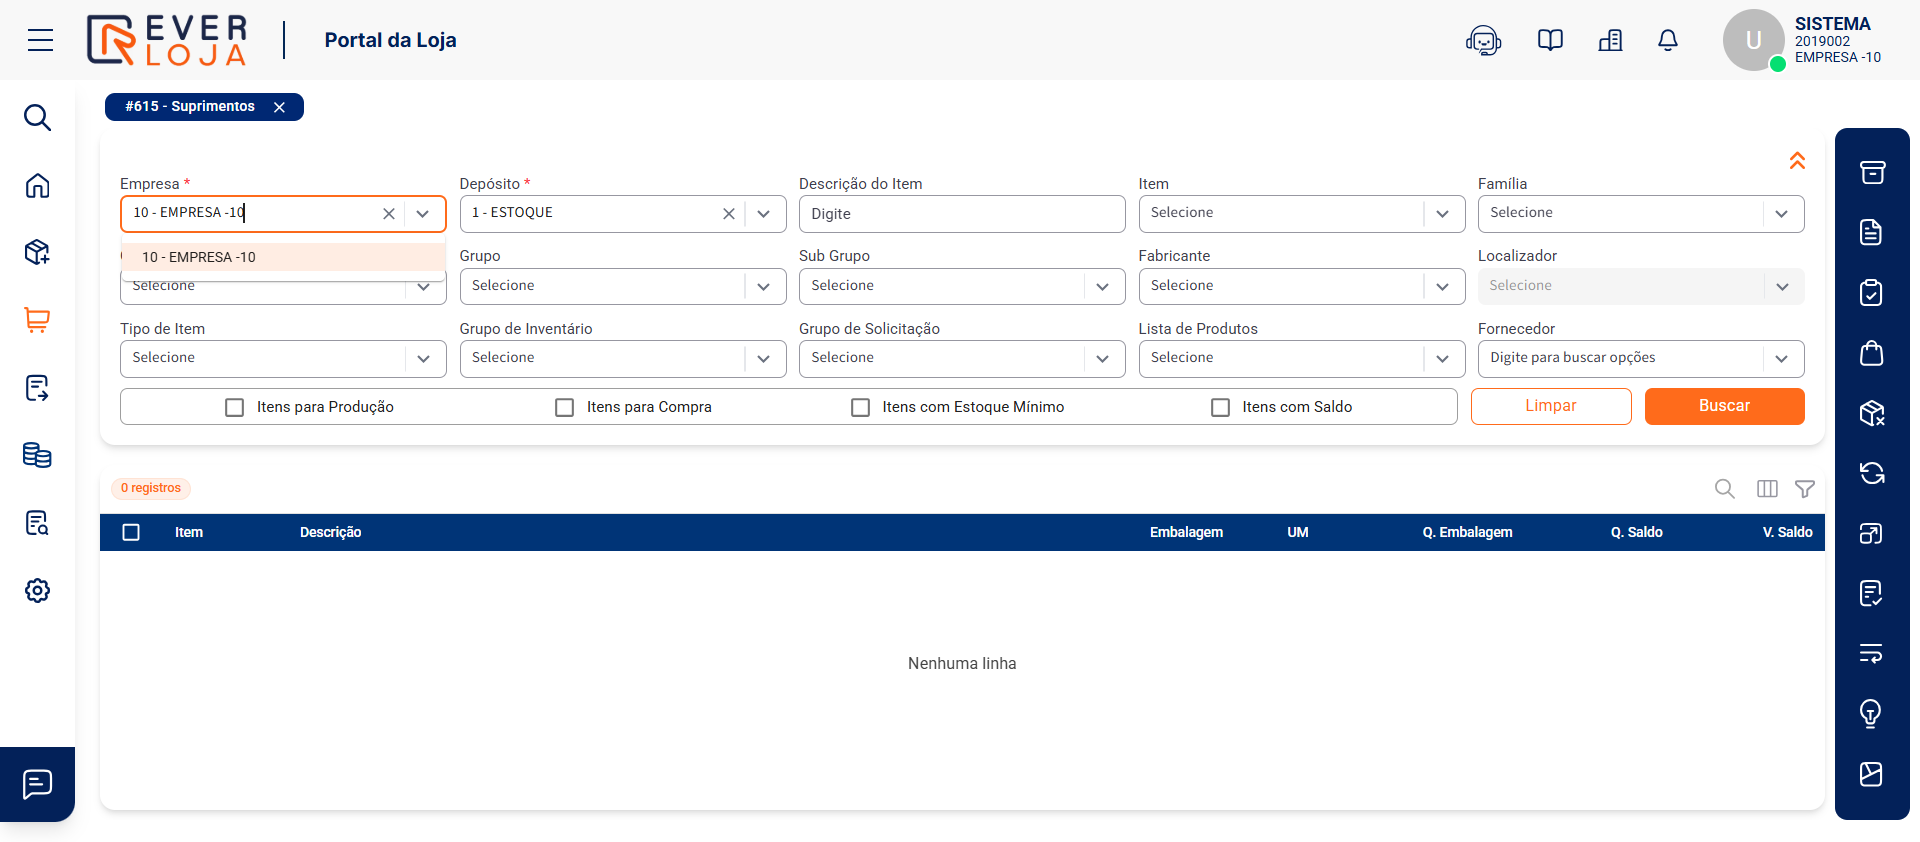 EVER
LOJA
Portal da Loja
U
SISTEMA
2019002
EMPRESA -10
#615 - Suprimentos
Empresa *
Depósito *
Descrição do Item
Item
Família
10 - EMPRESA -10
1 - ESTOQUE
Digite
Selecione
Selecione
10 - EMPRESA -10
Grupo
Sub Grupo
Fabricante
Localizador
Selecione
Selecione
Selecione
Selecione
Selecione
Tipo de Item
Grupo de Inventário
Grupo de Solicitação
Lista de Produtos
Fornecedor
Selecione
Selecione
Selecione
Selecione
Digite para buscar opções
Itens para Produção
Itens para Compra
Itens com Estoque Mínimo
Itens com Saldo
Limpar
Buscar
0 registros
Item
Descrição
Embalagem
UM
Q. Embalagem
Q. Saldo
V. Saldo
Nenhuma linha